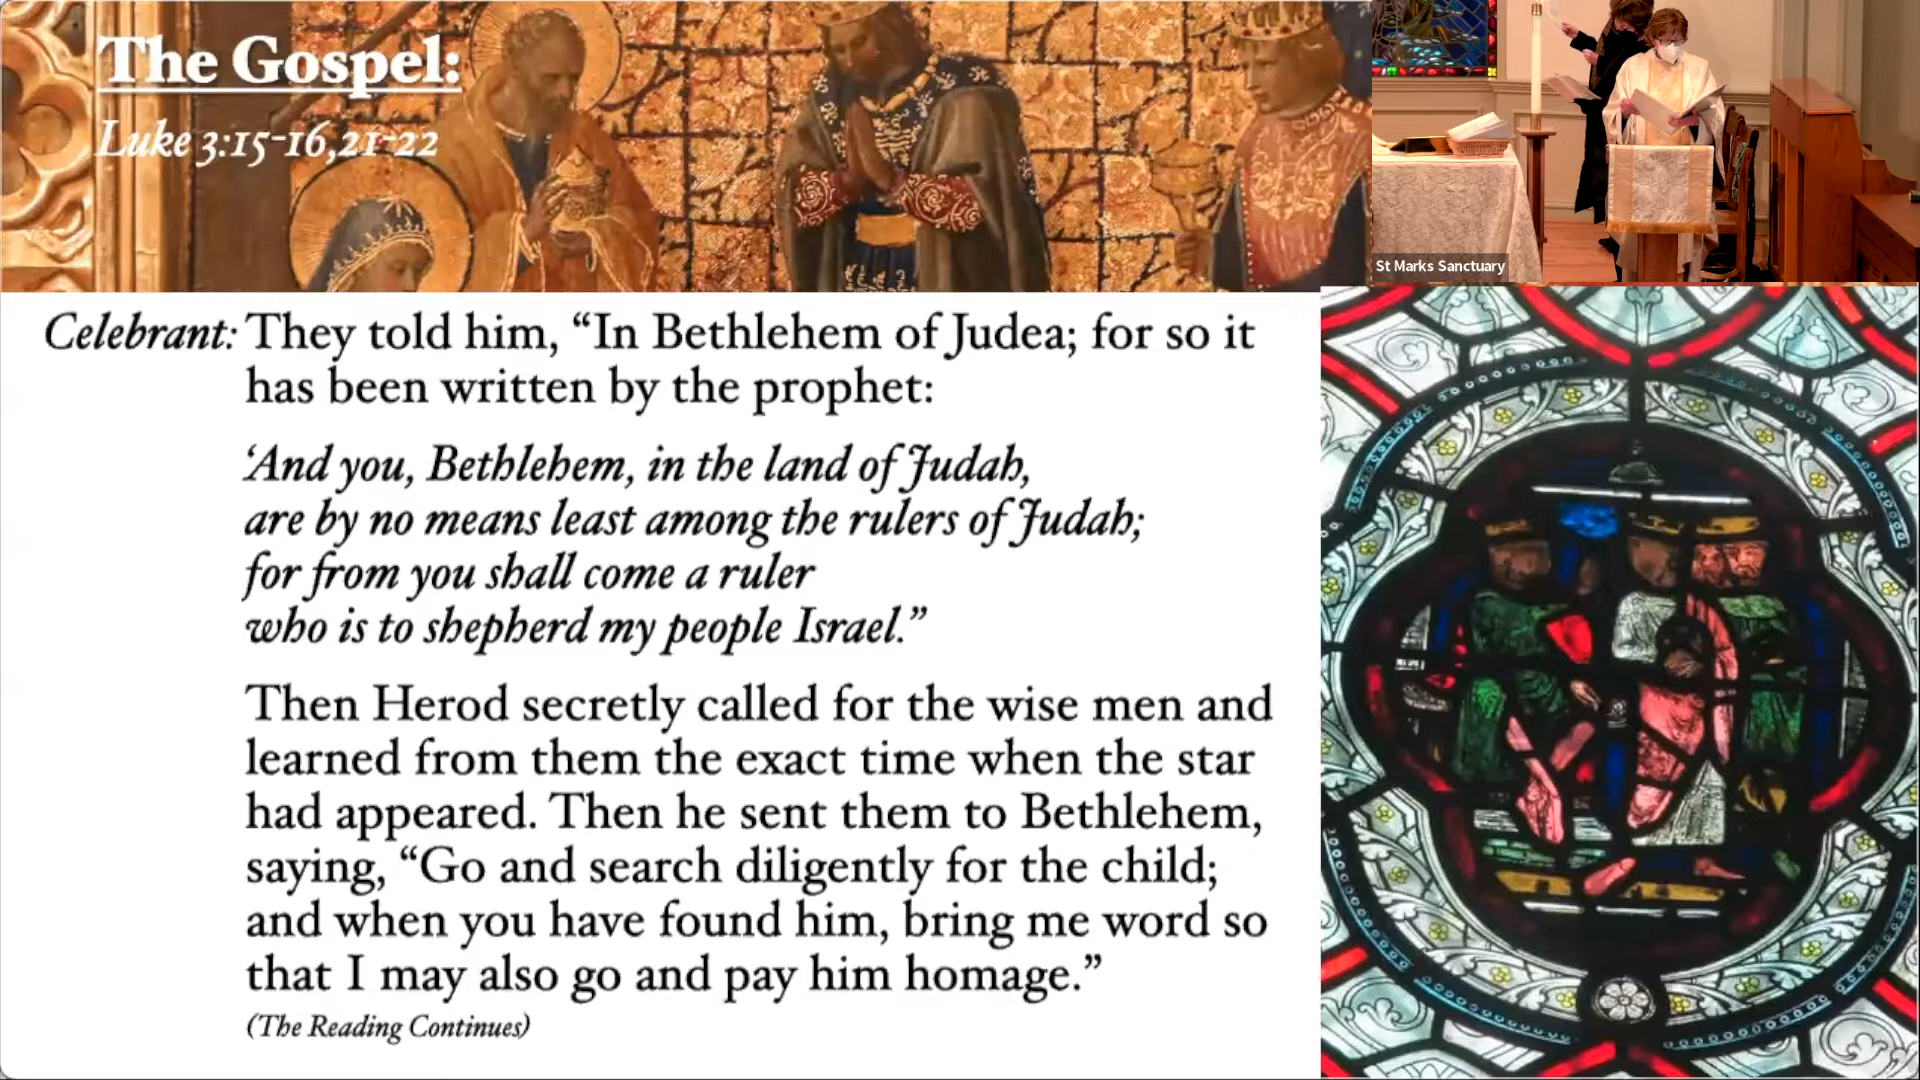 The Gospel:
Luke 3:15-16,21-22
St Marks Sanctuary
Celebrant: They told him, “In Bethlehem of Judea; for so it
has been written by the prophet:
‘And you, Bethlehem, in the land of Judah,
are by no means least among the rulers of Judah;
for from you shall come a ruler
who is to shepherd my people Israel.”
Then Herod secretly called for the wise men and
learned from them the exact time when the star
had appeared. Then he sent them to Bethlehem,
saying, “Go and search diligently for the child;
and when you have found him, bring me word so
that I may also go and pay him homage.”
(The Reading Continues)